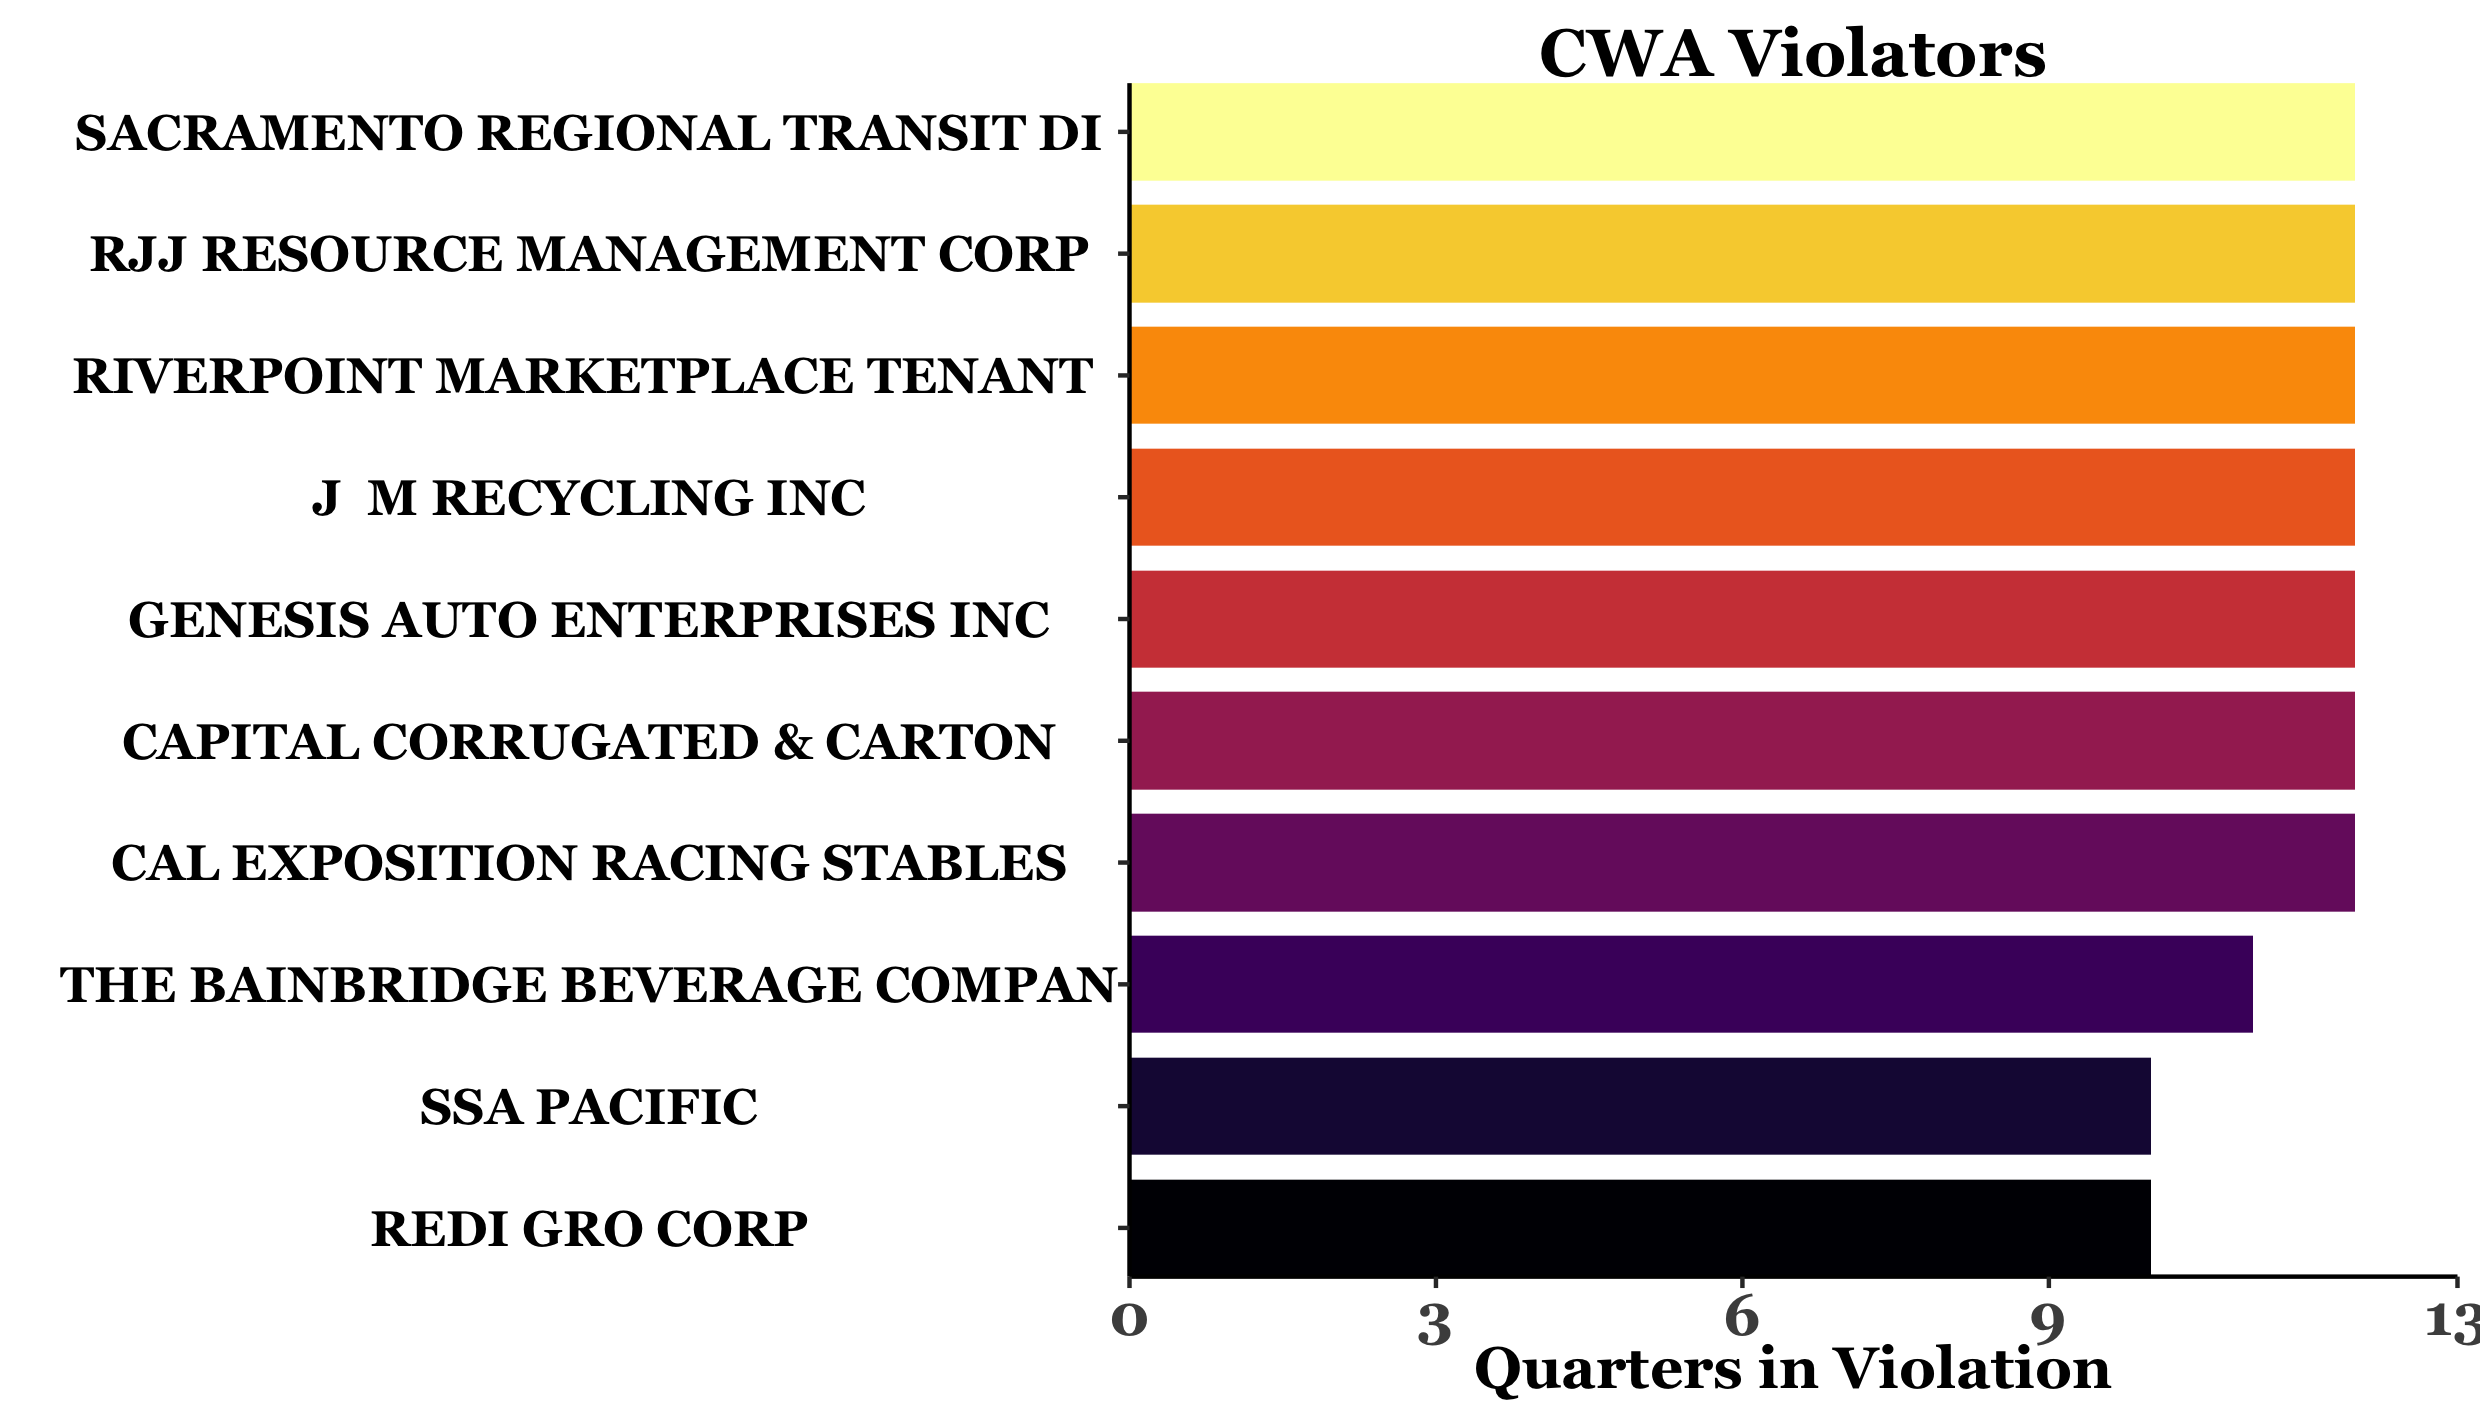 CWA Violators
SACRAMENTO REGIONAL TRANSIT DI
RJJ RESOURCE MANAGEMENT CORP
RIVERPOINT MARKETPLACE TENANT
J  M RECYCLING INC
GENESIS AUTO ENTERPRISES INC
CAPITAL CORRUGATED & CARTON
CAL EXPOSITION RACING STABLES
THE BAINBRIDGE BEVERAGE COMPAN
SSA PACIFIC
REDI GRO CORP
0 3 6 9 13
Quarters in Violation